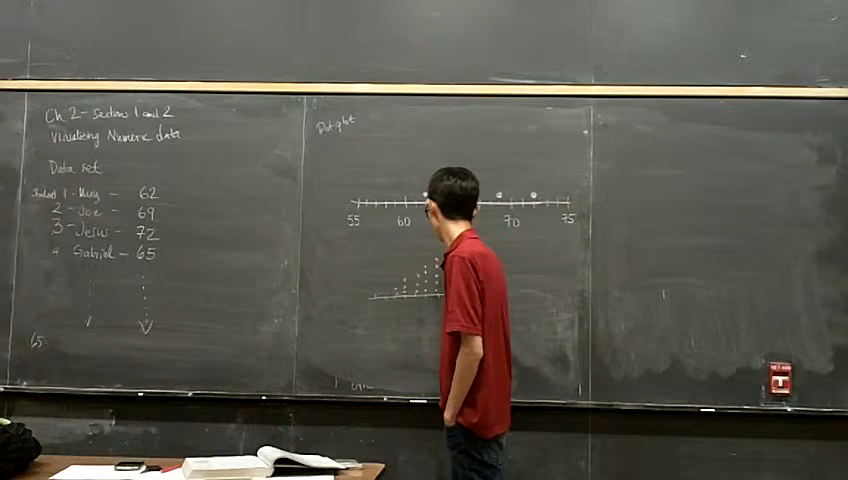 Ch 2 - Sections 1 and 2
Visualizing Numeric data
Data set
Student 1 - Ming - 62
2 - Joe - 69
3 - Jesus - 72
4 Gabriel - 65
65
Dot plot
55 60 70 75